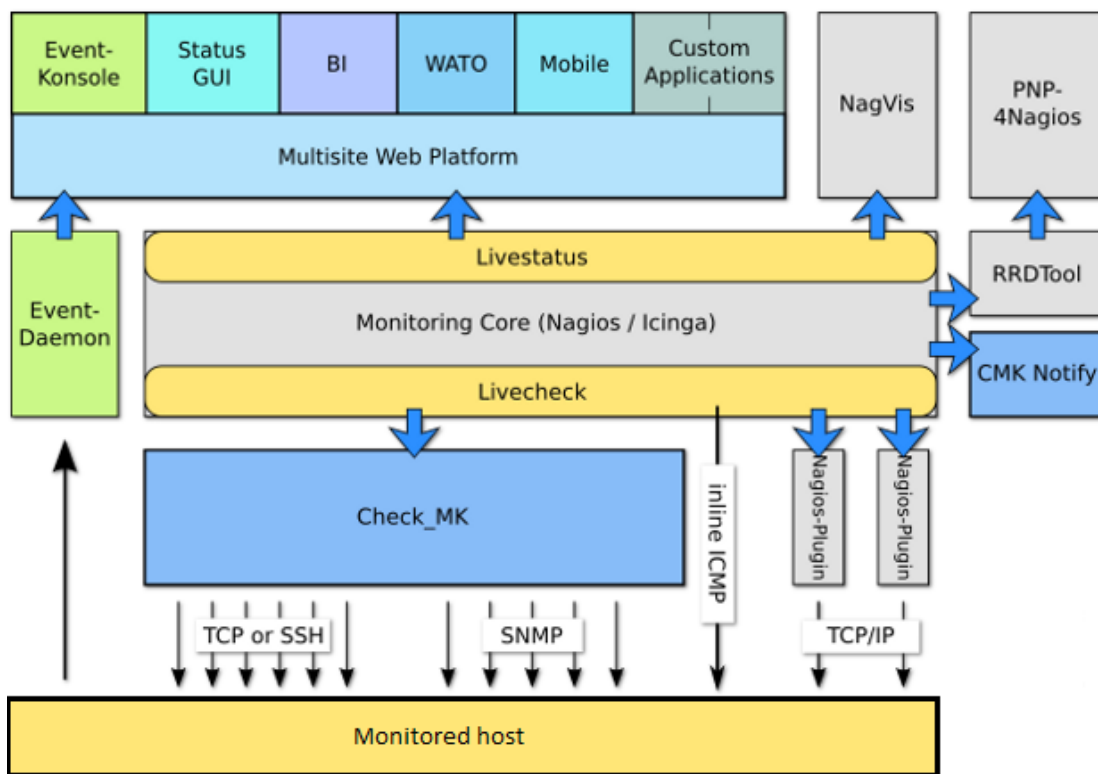 Event-
Konsole
Status
GUI
BI
WATO
Mobile
Custom
Applications
NagVis
PNP-
4Nagios
Multisite Web Platform
Event-
Daemon
Livestatus
Monitoring Core (Nagios / Icinga)
Livecheck
RRDTool
CMK Notify
Check_MK
inline ICMP
Nagios-Plugin
Nagios-Plugin
TCP or SSH
SNMP
TCP/IP
Monitored host